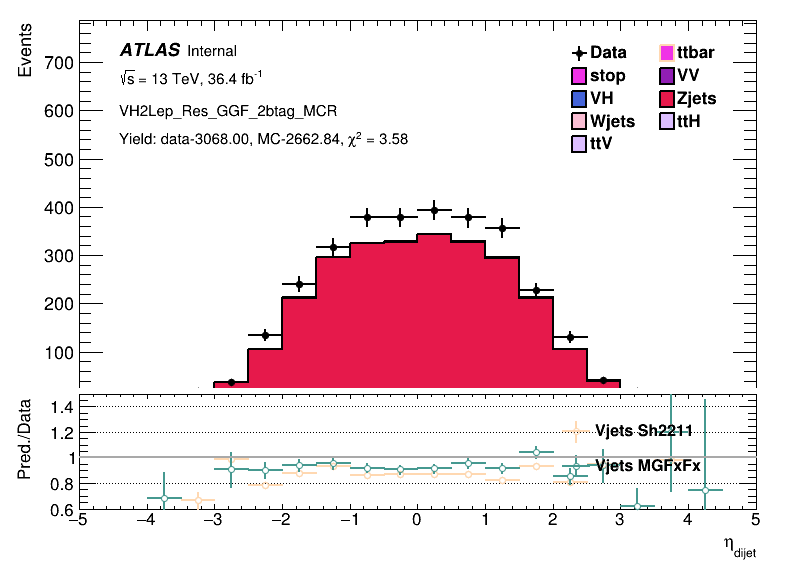 Events
700
600
500
400
300
200
100
ATLAS Internal
√s = 13 TeV, 36.4 fb⁻¹
VH2Lep_Res_GGF_2btag_MCR
Yield: data-3068.00, MC-2662.84, χ² = 3.58
Data
ttbar
stop
VV
VH
Zjets
Wjets
ttH
ttV
Pred./Data
1.4
1.2
1
0.8
0.6
Vjets Sh2211
Vjets MGFxFx
−5 −4 −3 −2 −1 0 1 2 3 4 5
η_dijet